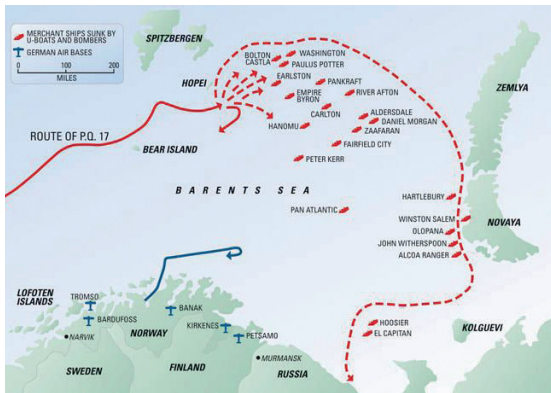 MERCHANT SHIPS SUNK BY
U-BOATS AND BOMBERS
GERMAN AIR BASES
0 100 200
MILES
SPITZBERGEN
HOPEI
BOLTON
CASTLA
WASHINGTON
PAULUS POTTER
EARLSTON
PANKRAFT
EMPIRE
BYRON
RIVER AFTON
CARLTON
ALDERSDALE
DANIEL MORGAN
HANOMU
ZAAFARAN
FAIRFIELD CITY
PETER KERR
ZEMLYA
ROUTE OF P.Q. 17
BEAR ISLAND
BARENTS SEA
PAN ATLANTIC
HARTLEBURY
WINSTON SALEM
OLOPANA
JOHN WITHERSPOON
ALCOA RANGER
NOVAYA
LOFOTEN
ISLANDS
TROMSO
BARDUFOSS
NARVIK
BANAK
NORWAY
KIRKENES
PETSAMO
MURMANSK
HOOSIER
EL CAPITAN
KOLGUEVI
SWEDEN
FINLAND
RUSSIA